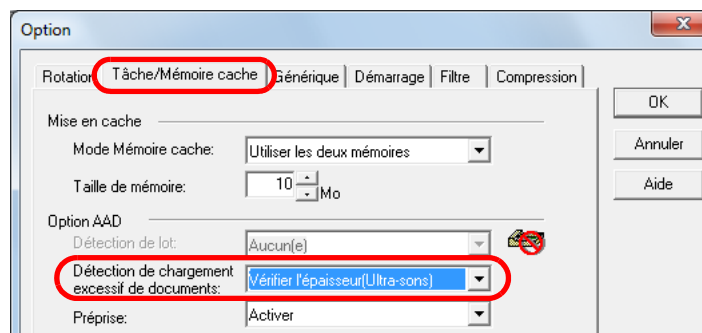 Option
Rotation Tâche/Mémoire cache Générique Démarrage Filtre Compression
OK
Mise en cache
Annuler
Mode Mémoire cache: Utiliser les deux mémoires
Aide
Taille de mémoire: 10 Mo
Option AAD
Détection de lot: Aucun(e)
Détection de chargement
excessif de documents: Vérifier l'épaisseur(Ultra-sons)
Préprise: Activer